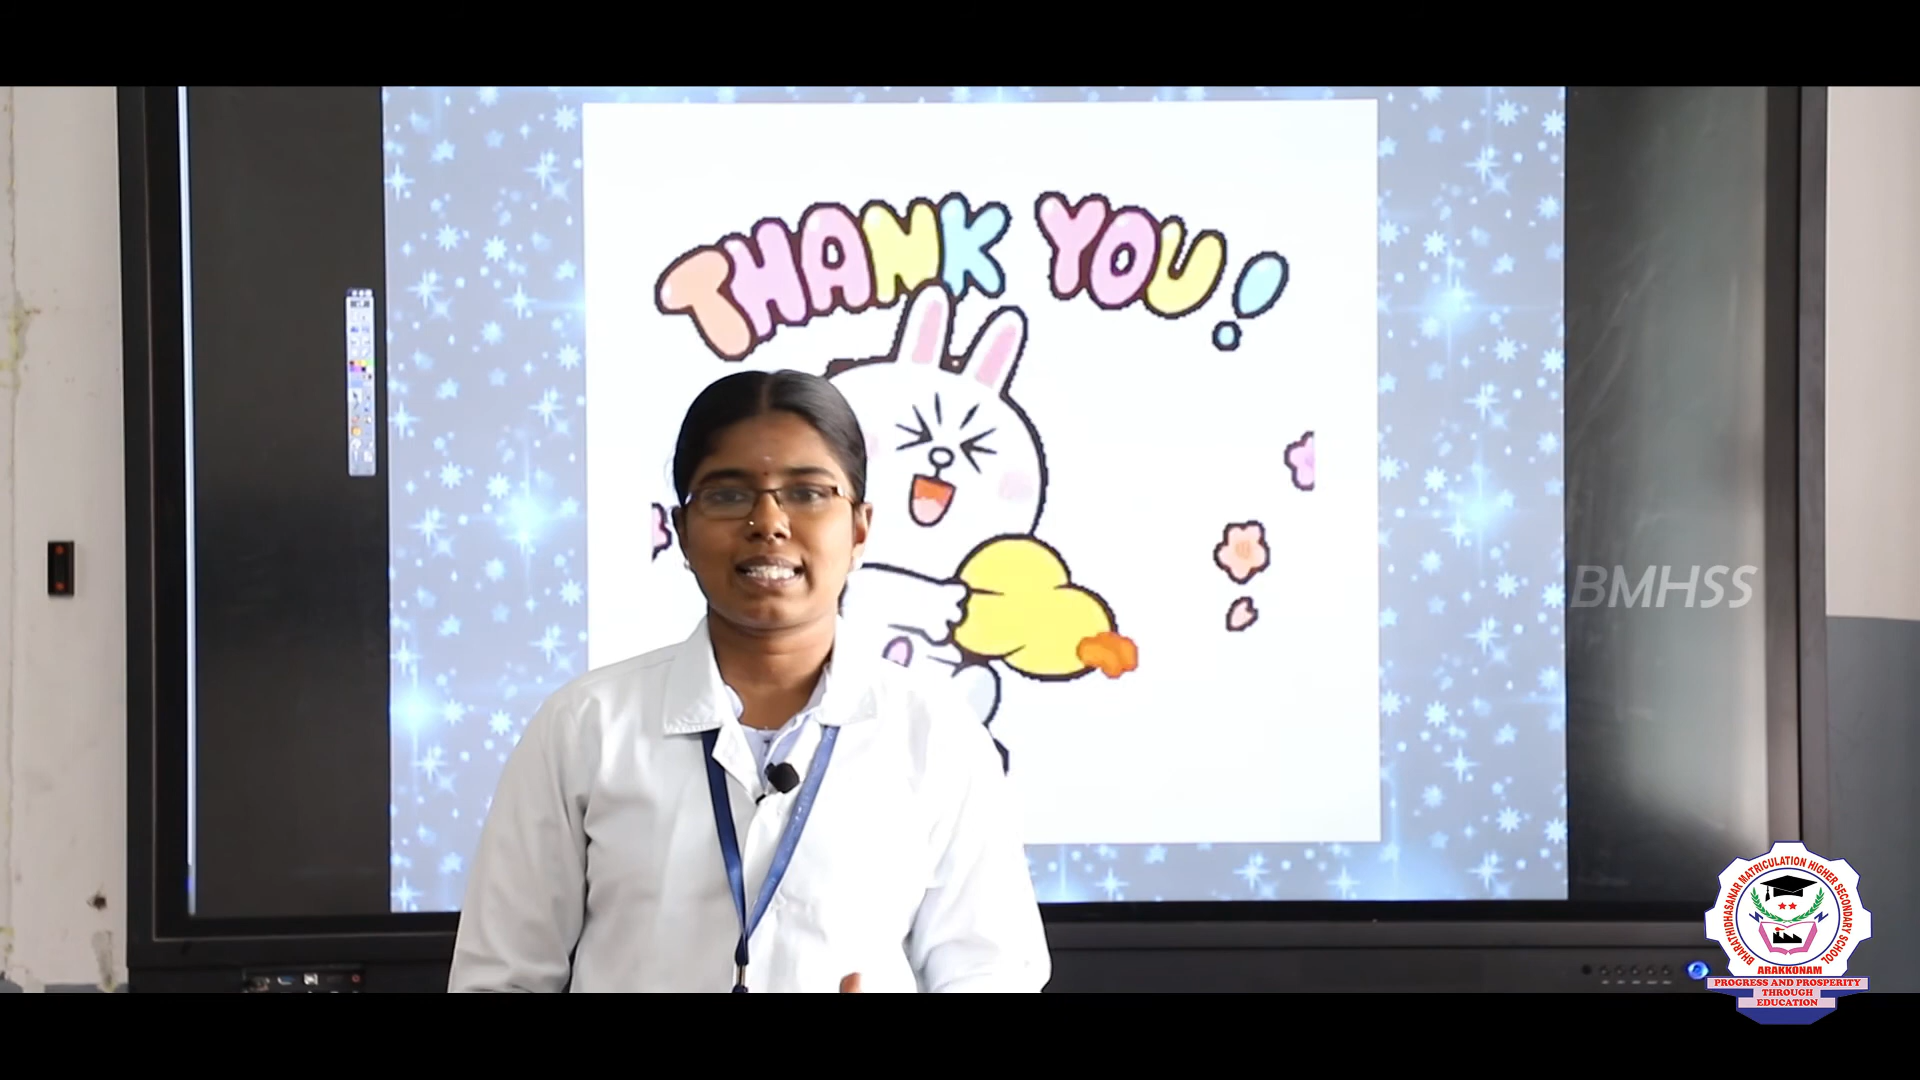 THANK YOU!
BMHSS
BHARATHIDHASANAR MATRICULATION HIGHER SECONDARY SCHOOL
ARAKKONAM
PROGRESS AND PROSPERITY
THROUGH
EDUCATION